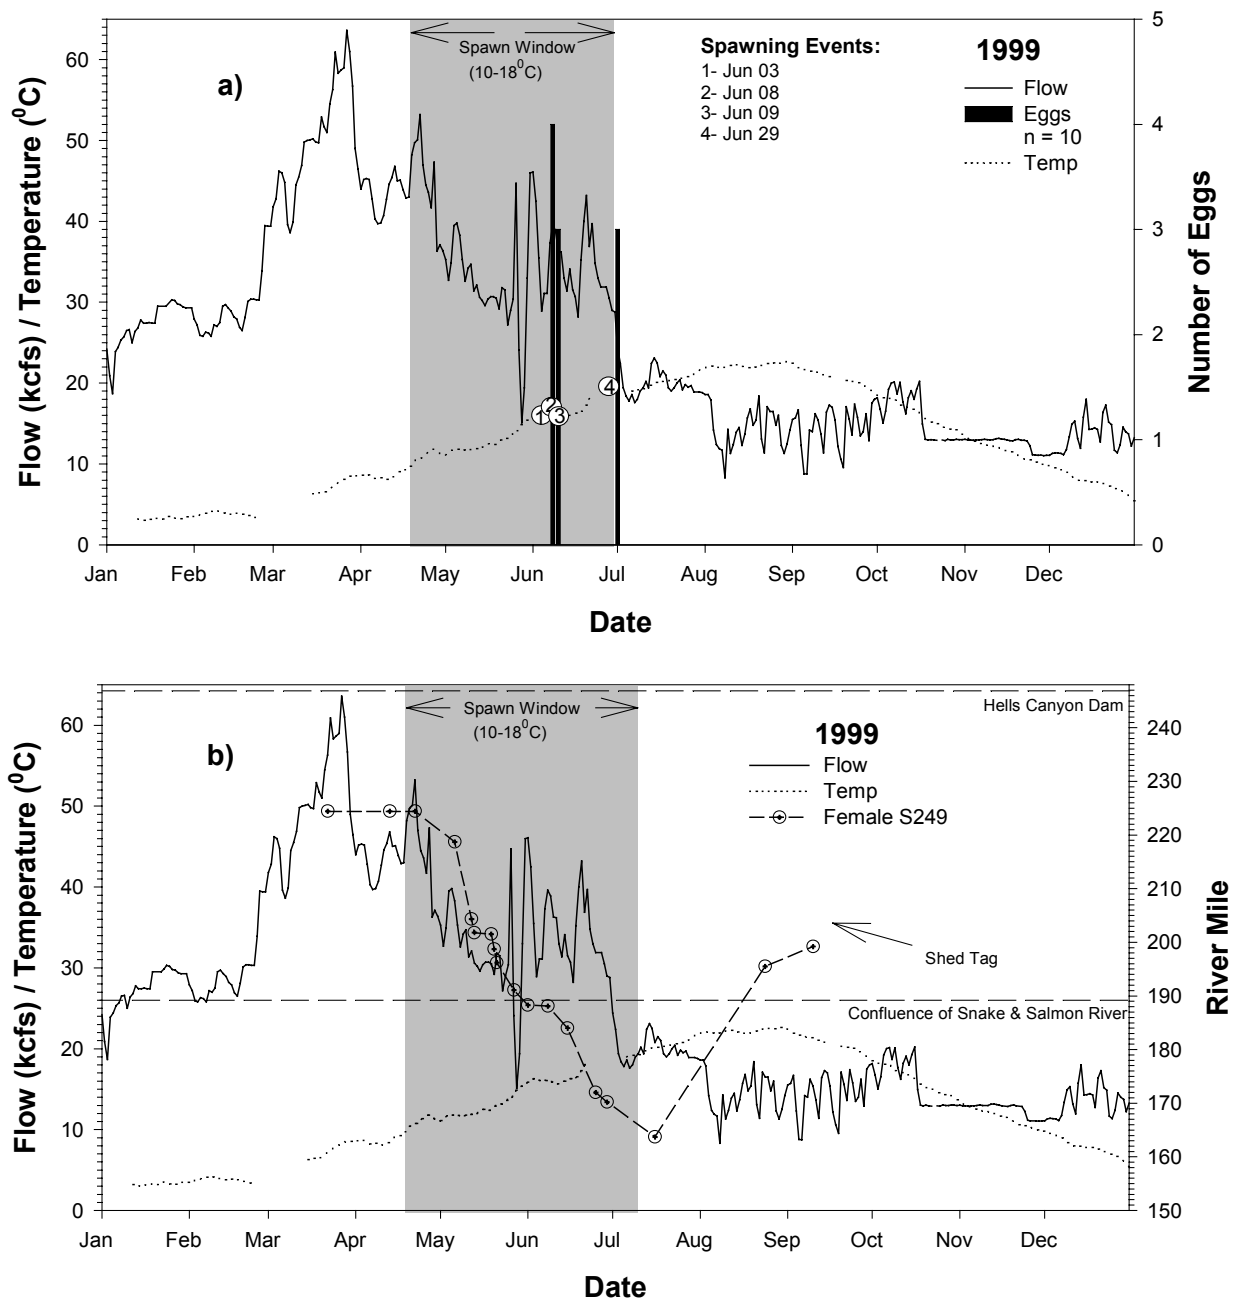 a)
Spawn Window
(10-18⁰C)
Spawning Events:
1- Jun 03
2- Jun 08
3- Jun 09
4- Jun 29
1999
Flow
Eggs
n = 10
Temp
Flow (kcfs) / Temperature (⁰C)
60
50
40
30
20
10
0
Number of Eggs
5
4
3
2
1
0
1
2
3
4
Jan Feb Mar Apr May Jun Jul Aug Sep Oct Nov Dec
Date
b)
Spawn Window
(10-18⁰C)
Hells Canyon Dam
1999
Flow
Temp
Female S249
Shed Tag
Confluence of Snake & Salmon River
Flow (kcfs) / Temperature (⁰C)
60
50
40
30
20
10
0
River Mile
240
230
220
210
200
190
180
170
160
150
Jan Feb Mar Apr May Jun Jul Aug Sep Oct Nov Dec
Date